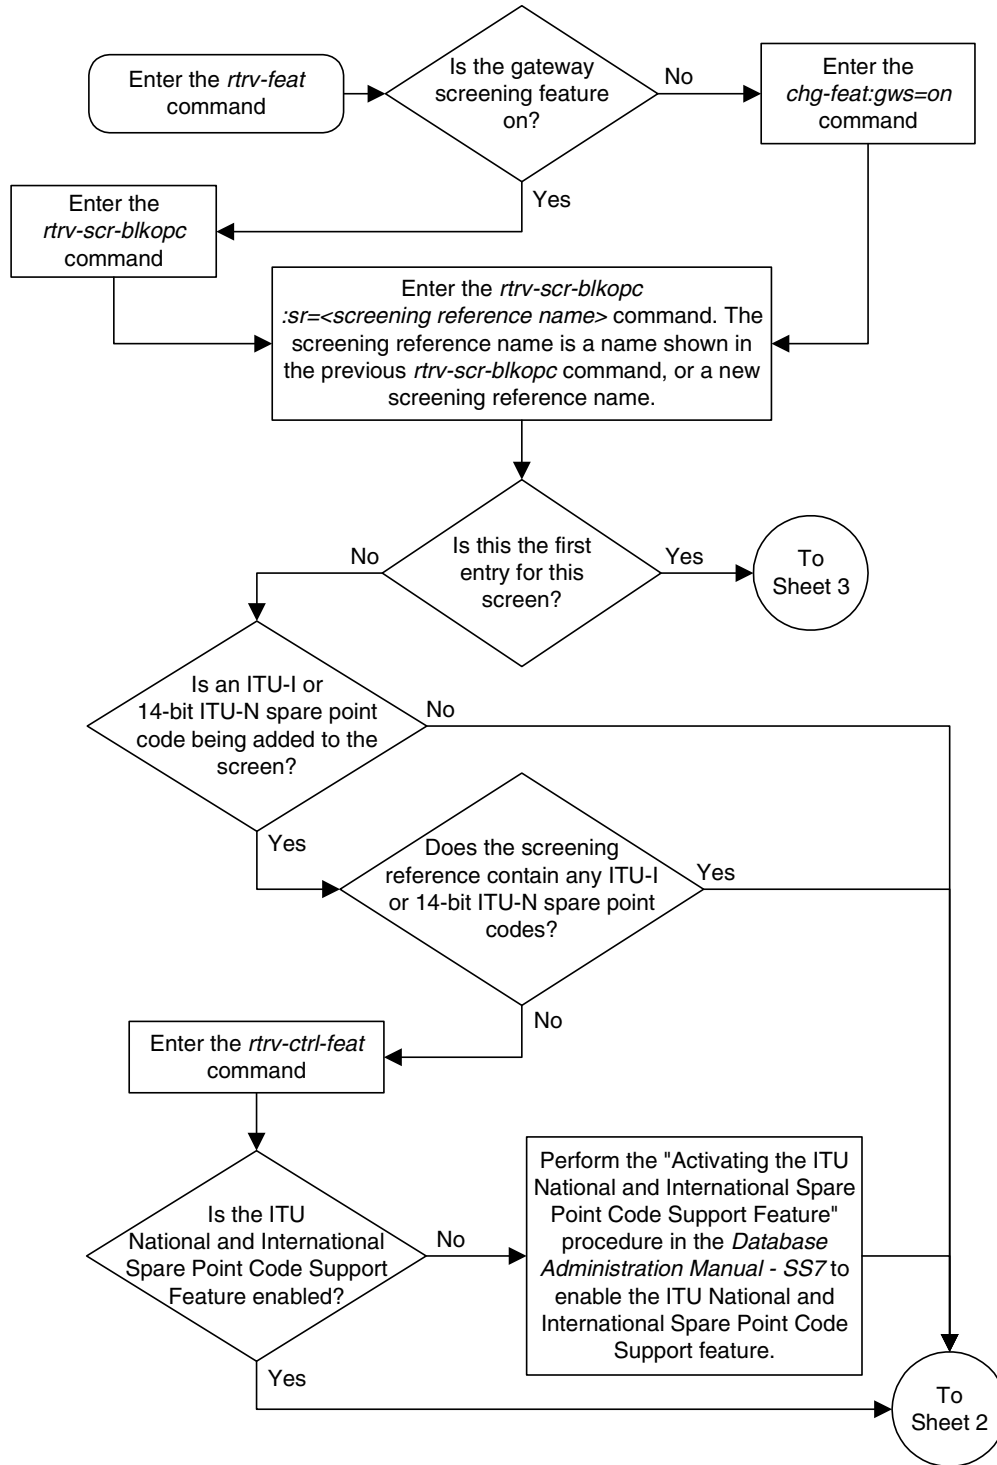 Enter the rtrv-feat
command
Is the gateway
screening feature
on?
No
Enter the
chg-feat:gws=on
command
Yes
Enter the
rtrv-scr-blkopc
command
Enter the rtrv-scr-blkopc
:sr=<screening reference name> command. The
screening reference name is a name shown in
the previous rtrv-scr-blkopc command, or a new
screening reference name.
No
Is this the first
entry for this
screen?
Yes
To
Sheet 3
Is an ITU-I or
14-bit ITU-N spare point
code being added to the
screen?
No
Yes
Does the screening
reference contain any ITU-I
or 14-bit ITU-N spare point
codes?
Yes
No
Enter the rtrv-ctrl-feat
command
Is the ITU
National and International
Spare Point Code Support
Feature enabled?
No
Perform the "Activating the ITU
National and International Spare
Point Code Support Feature"
procedure in the Database
Administration Manual - SS7 to
enable the ITU National and
International Spare Point Code
Support feature.
Yes
To
Sheet 2